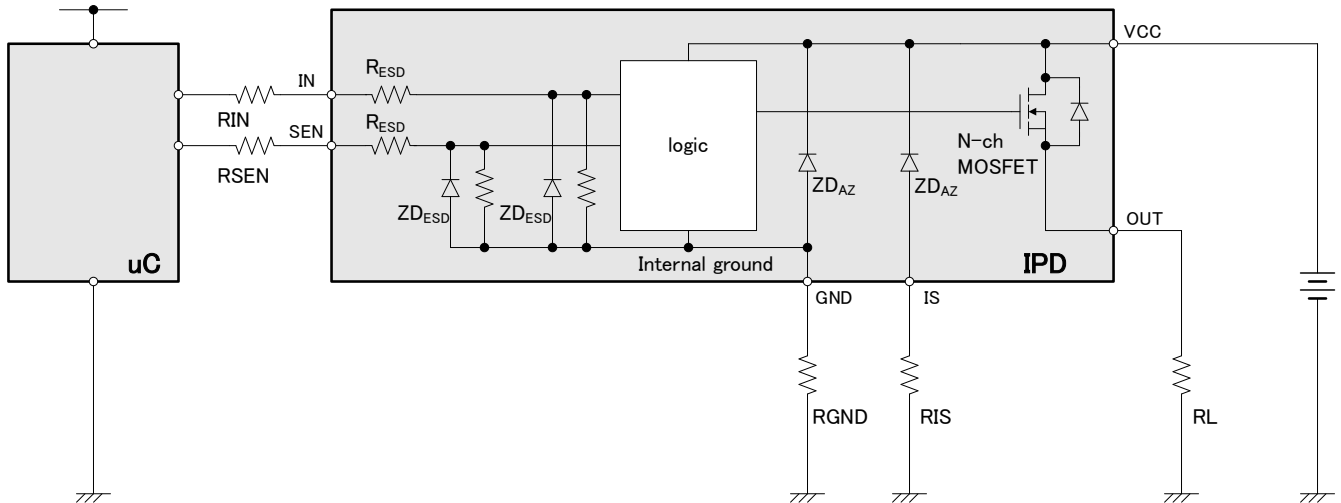 VCC
IN
R_ESD
RIN
SEN
R_ESD
RSEN
logic
N-ch
MOSFET
ZD_AZ
ZD_AZ
ZD_ESD
ZD_ESD
OUT
uC
Internal ground
IPD
GND
IS
RGND
RIS
RL